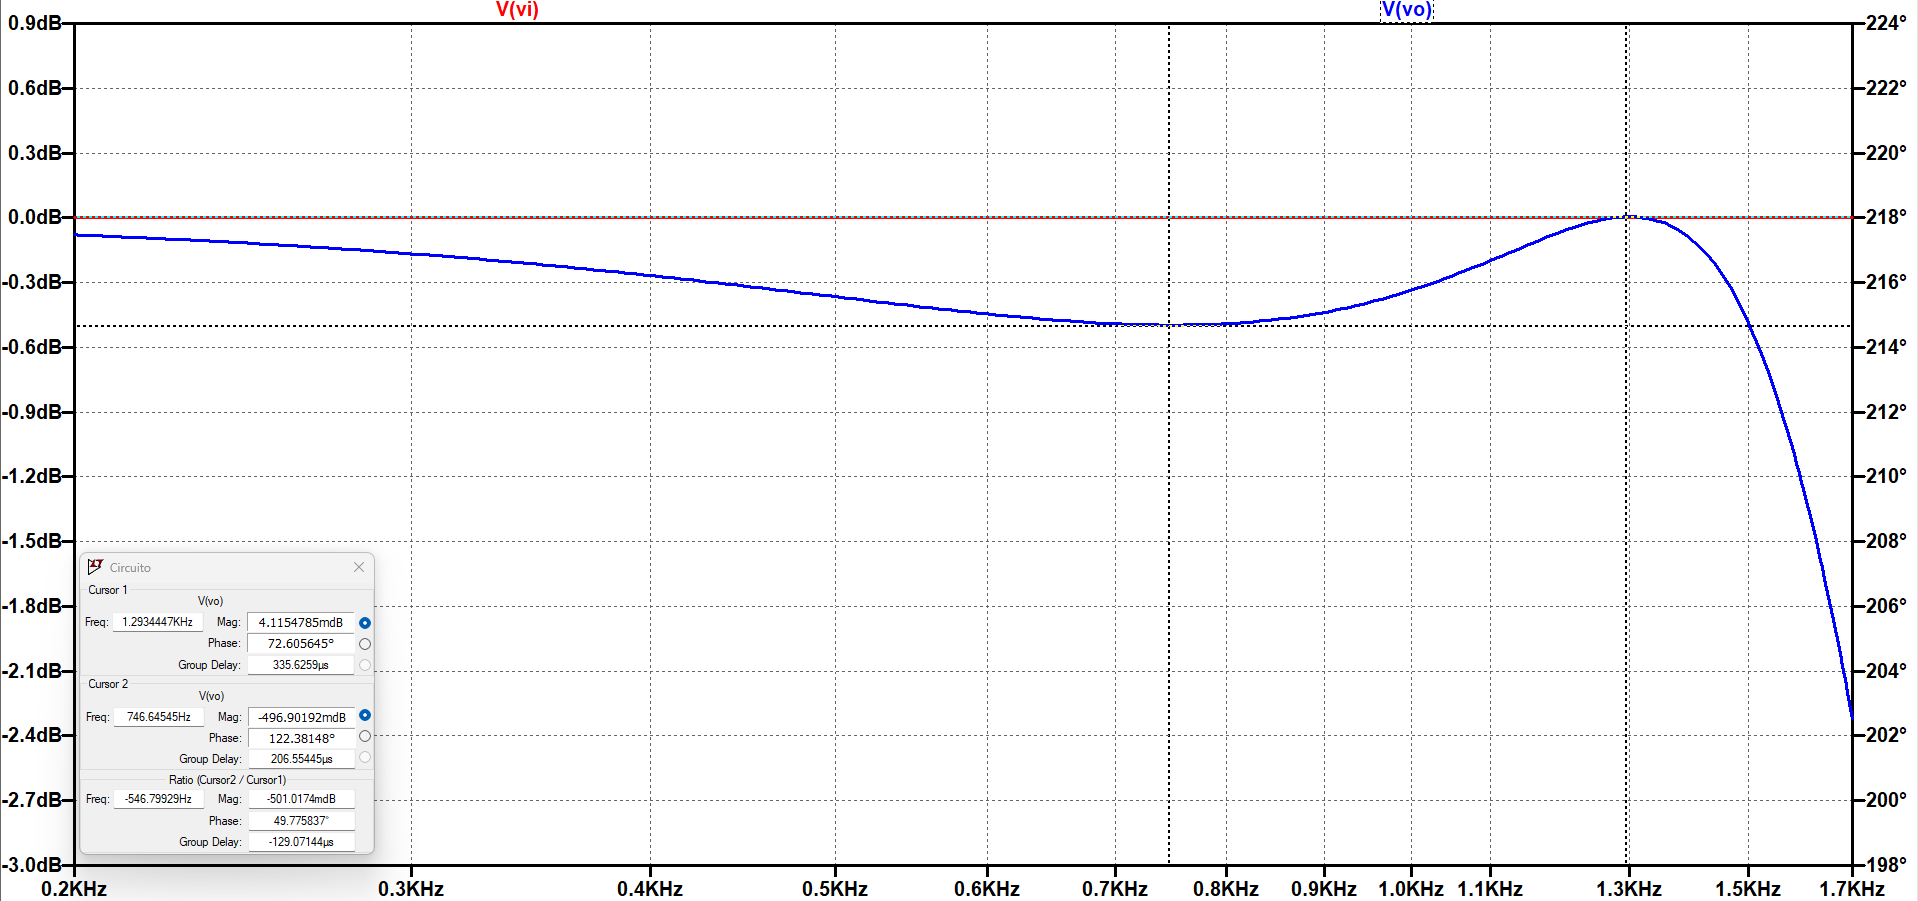 V(vi) V(vo)
0.9dB 224°
0.6dB 222°
0.3dB 220°
0.0dB 218°
-0.3dB 216°
-0.6dB 214°
-0.9dB 212°
-1.2dB 210°
-1.5dB 208°
-1.8dB 206°
-2.1dB 204°
-2.4dB 202°
-2.7dB 200°
-3.0dB 198°
0.2KHz 0.3KHz 0.4KHz 0.5KHz 0.6KHz 0.7KHz 0.8KHz 0.9KHz 1.0KHz 1.1KHz 1.3KHz 1.5KHz 1.7KHz
Circuito
Cursor 1
V(vo)
Freq: 1.2934447KHz Mag: 4.1154785mdB
Phase: 72.605645°
Group Delay: 335.6259µs
Cursor 2
V(vo)
Freq: 746.64545Hz Mag: -496.90192mdB
Phase: 122.38148°
Group Delay: 206.55445µs
Ratio (Cursor2 / Cursor1)
Freq: -546.79929Hz Mag: -501.0174mdB
Phase: 49.775837°
Group Delay: -129.07144µs